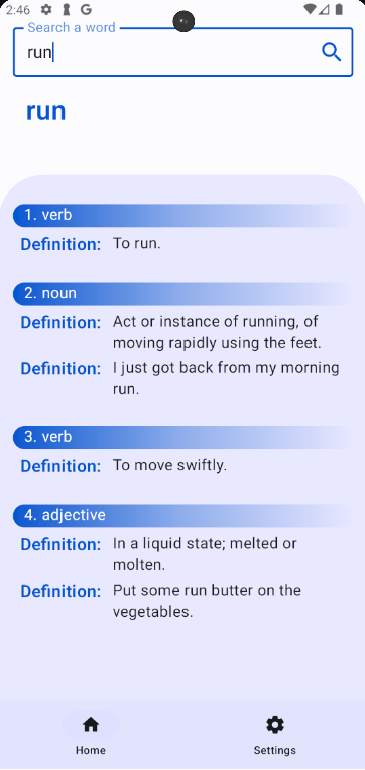 2:46
Search a word
run
run
1. verb
Definition: To run.
2. noun
Definition: Act or instance of running, of
moving rapidly using the feet.
Definition: I just got back from my morning
run.
3. verb
Definition: To move swiftly.
4. adjective
Definition: In a liquid state; melted or
molten.
Definition: Put some run butter on the
vegetables.
Home Settings